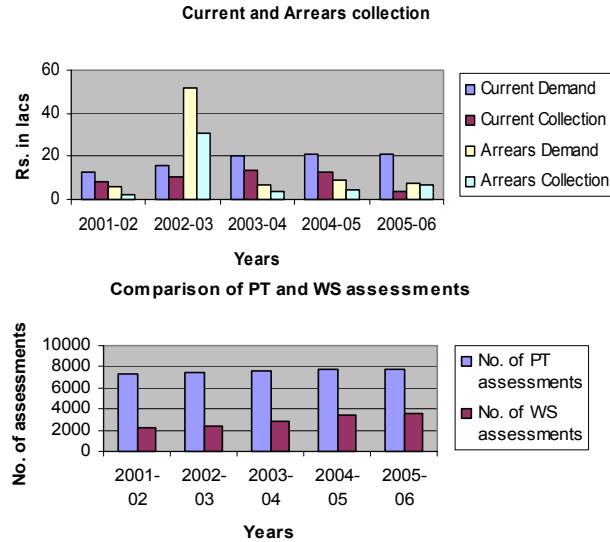 Current and Arrears collection
Rs. in lacs
60
40
20
0
2001-02 2002-03 2003-04 2004-05 2005-06
Years
Current Demand
Current Collection
Arrears Demand
Arrears Collection
Comparison of PT and WS assessments
No. of assessments
10000
8000
6000
4000
2000
0
2001- 2002- 2003- 2004- 2005-
02 03 04 05 06
Years
No. of PT
assessments
No. of WS
assessments